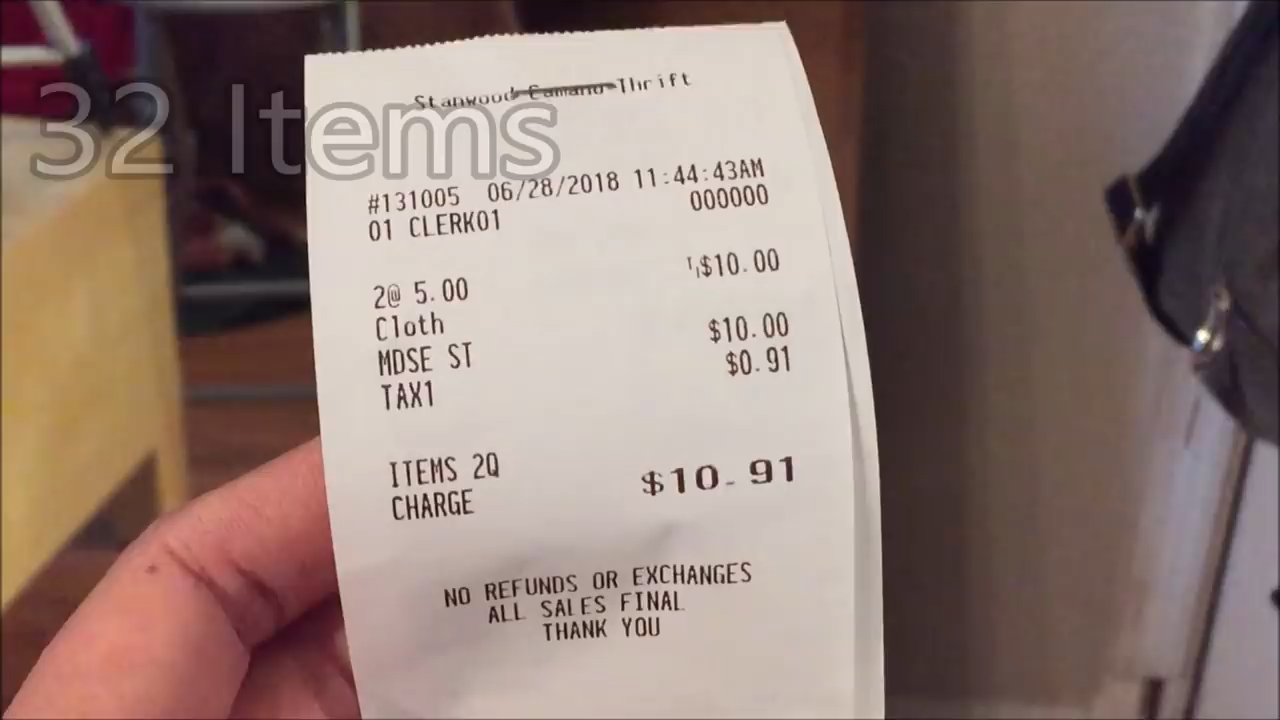 32 Items
Stanwood Camano Thrift
#131005 06/28/2018 11:44:43AM
01 CLERK01 000000
2@ 5.00 T1$10.00
Cloth
MDSE ST $10.00
TAX1 $0.91
ITEMS 2Q
CHARGE $10.91
NO REFUNDS OR EXCHANGES
ALL SALES FINAL
THANK YOU